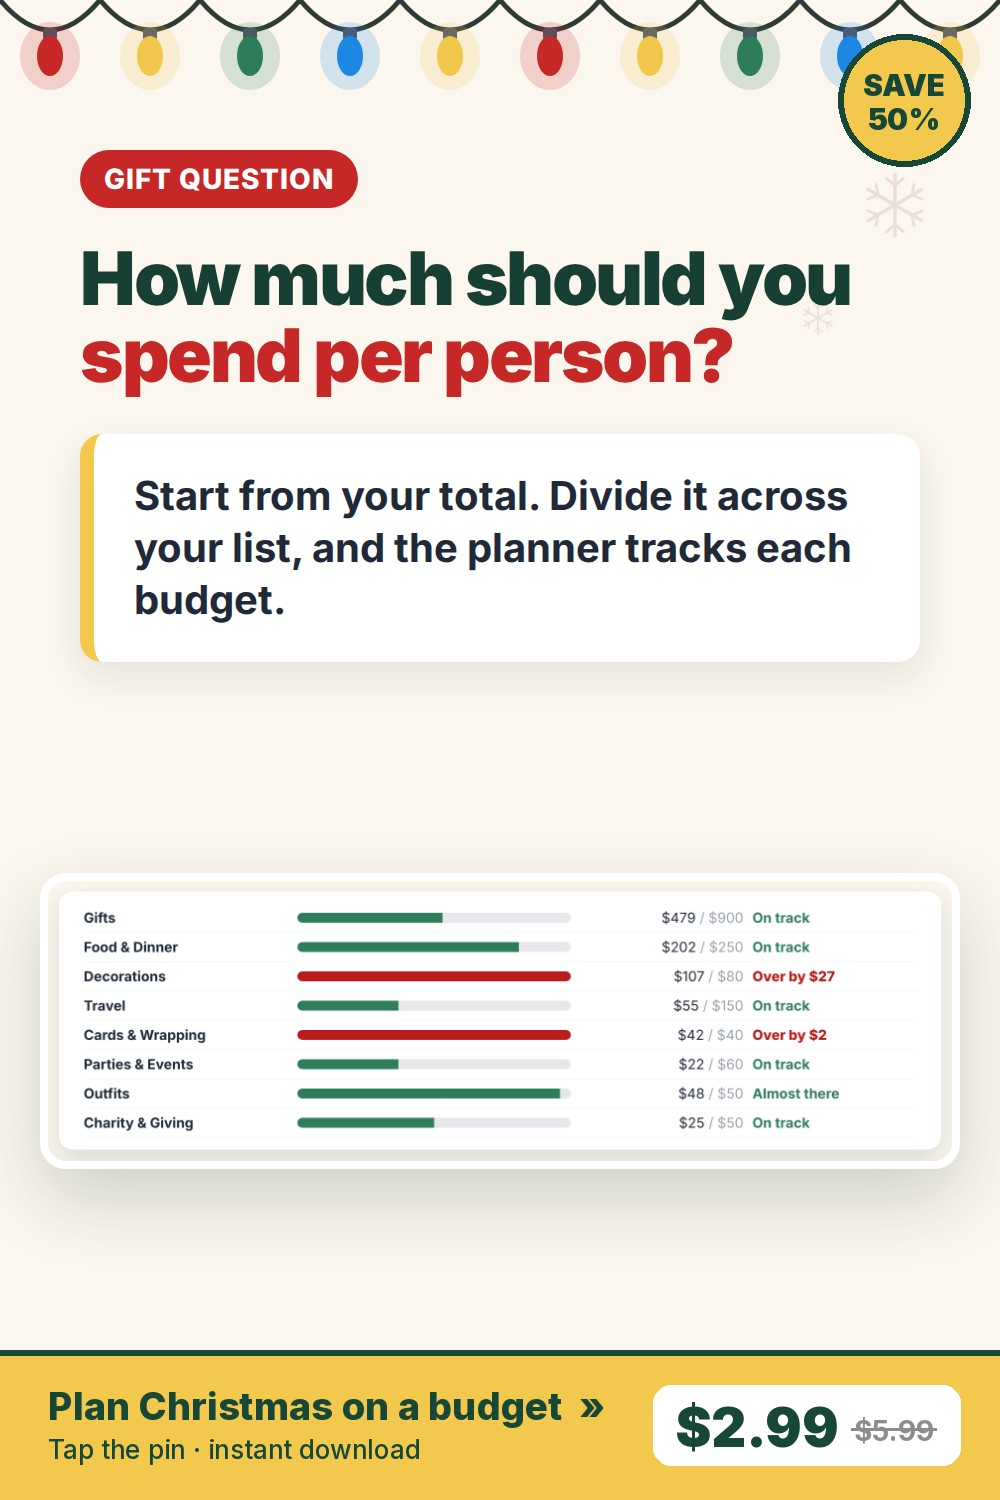 SAVE
50%
GIFT QUESTION
How much should you
spend per person?
Start from your total. Divide it across
your list, and the planner tracks each
budget.
Gifts $479 / $900 On track
Food & Dinner $202 / $250 On track
Decorations $107 / $80 Over by $27
Travel $55 / $150 On track
Cards & Wrapping $42 / $40 Over by $2
Parties & Events $22 / $60 On track
Outfits $48 / $50 Almost there
Charity & Giving $25 / $50 On track
Plan Christmas on a budget »
Tap the pin · instant download
$2.99 $5.99